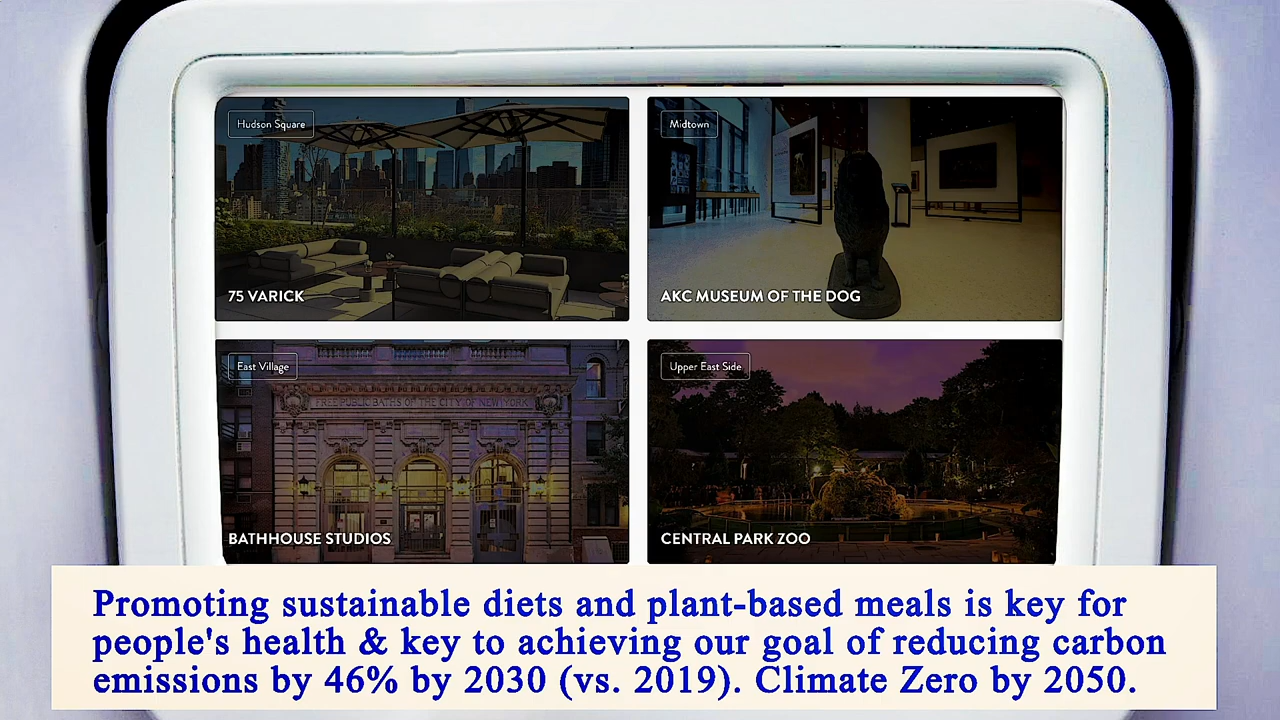 Hudson Square
75 VARICK
Midtown
AKC MUSEUM OF THE DOG
East Village
FREE PUBLIC BATHS OF THE CITY OF NEW YORK
BATHHOUSE STUDIOS
Upper East Side
CENTRAL PARK ZOO
Promoting sustainable diets and plant-based meals is key for
people's health & key to achieving our goal of reducing carbon
emissions by 46% by 2030 (vs. 2019). Climate Zero by 2050.